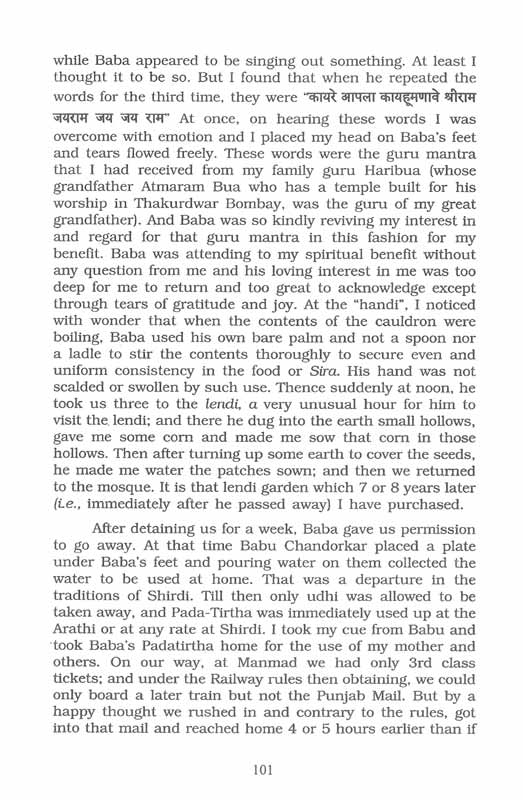 while Baba appeared to be singing out something. At least I
thought it to be so. But I found that when he repeated the
words for the third time, they were "कायरे आपला कायहूमणावे श्रीराम
जयराम जय जय राम" At once, on hearing these words I was
overcome with emotion and I placed my head on Baba's feet
and tears flowed freely. These words were the guru mantra
that I had received from my family guru Haribua (whose
grandfather Atmaram Bua who has a temple built for his
worship in Thakurdwar Bombay, was the guru of my great
grandfather). And Baba was so kindly reviving my interest in
and regard for that guru mantra in this fashion for my
benefit. Baba was attending to my spiritual benefit without
any question from me and his loving interest in me was too
deep for me to return and too great to acknowledge except
through tears of gratitude and joy. At the "handi", I noticed
with wonder that when the contents of the cauldron were
boiling, Baba used his own bare palm and not a spoon nor
a ladle to stir the contents thoroughly to secure even and
uniform consistency in the food or Sira. His hand was not
scalded or swollen by such use. Thence suddenly at noon, he
took us three to the lendi, a very unusual hour for him to
visit the lendi; and there he dug into the earth small hollows,
gave me some corn and made me sow that corn in those
hollows. Then after turning up some earth to cover the seeds,
he made me water the patches sown; and then we returned
to the mosque. It is that lendi garden which 7 or 8 years later
(i.e., immediately after he passed away) I have purchased.
After detaining us for a week, Baba gave us permission
to go away. At that time Babu Chandorkar placed a plate
under Baba's feet and pouring water on them collected the
water to be used at home. That was a departure in the
traditions of Shirdi. Till then only udhi was allowed to be
taken away, and Pada-Tirtha was immediately used up at the
Arathi or at any rate at Shirdi. I took my cue from Babu and
took Baba's Padatirtha home for the use of my mother and
others. On our way, at Manmad we had only 3rd class
tickets; and under the Railway rules then obtaining, we could
only board a later train but not the Punjab Mail. But by a
happy thought we rushed in and contrary to the rules, got
into that mail and reached home 4 or 5 hours earlier than if
101